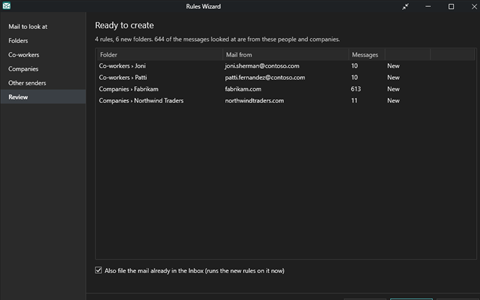 Rules Wizard
Mail to look at
Folders
Co-workers
Companies
Other senders
Review
Ready to create
4 rules, 6 new folders. 644 of the messages looked at are from these people and companies.
Folder Mail from Messages
Co-workers › Joni joni.sherman@contoso.com 10 New
Co-workers › Patti patti.fernandez@contoso.com 10 New
Companies › Fabrikam fabrikam.com 613 New
Companies › Northwind Traders northwindtraders.com 11 New
Also file the mail already in the Inbox (runs the new rules on it now)